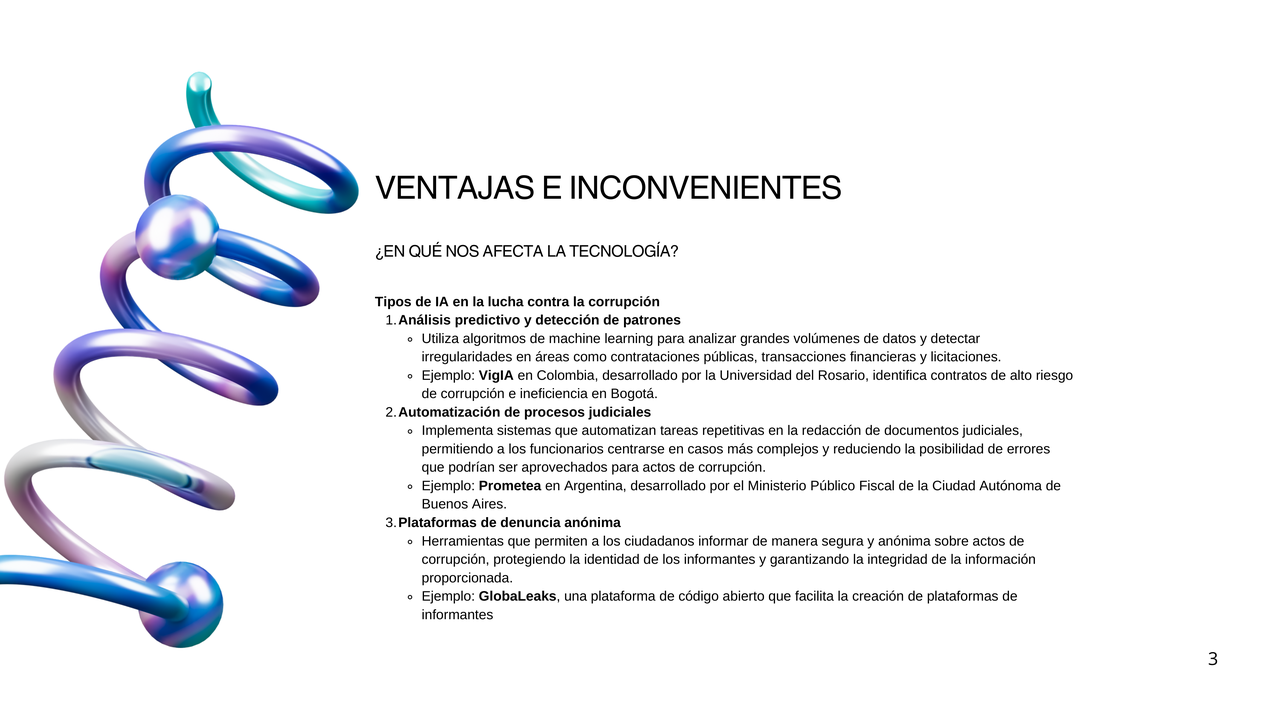 VENTAJAS E INCONVENIENTES
¿EN QUÉ NOS AFECTA LA TECNOLOGÍA?
Tipos de IA en la lucha contra la corrupción
1. Análisis predictivo y detección de patrones
◦ Utiliza algoritmos de machine learning para analizar grandes volúmenes de datos y detectar
irregularidades en áreas como contrataciones públicas, transacciones financieras y licitaciones.
◦ Ejemplo: VigIA en Colombia, desarrollado por la Universidad del Rosario, identifica contratos de alto riesgo
de corrupción e ineficiencia en Bogotá.
2. Automatización de procesos judiciales
◦ Implementa sistemas que automatizan tareas repetitivas en la redacción de documentos judiciales,
permitiendo a los funcionarios centrarse en casos más complejos y reduciendo la posibilidad de errores
que podrían ser aprovechados para actos de corrupción.
◦ Ejemplo: Prometea en Argentina, desarrollado por el Ministerio Público Fiscal de la Ciudad Autónoma de
Buenos Aires.
3. Plataformas de denuncia anónima
◦ Herramientas que permiten a los ciudadanos informar de manera segura y anónima sobre actos de
corrupción, protegiendo la identidad de los informantes y garantizando la integridad de la información
proporcionada.
◦ Ejemplo: GlobaLeaks, una plataforma de código abierto que facilita la creación de plataformas de
informantes
3